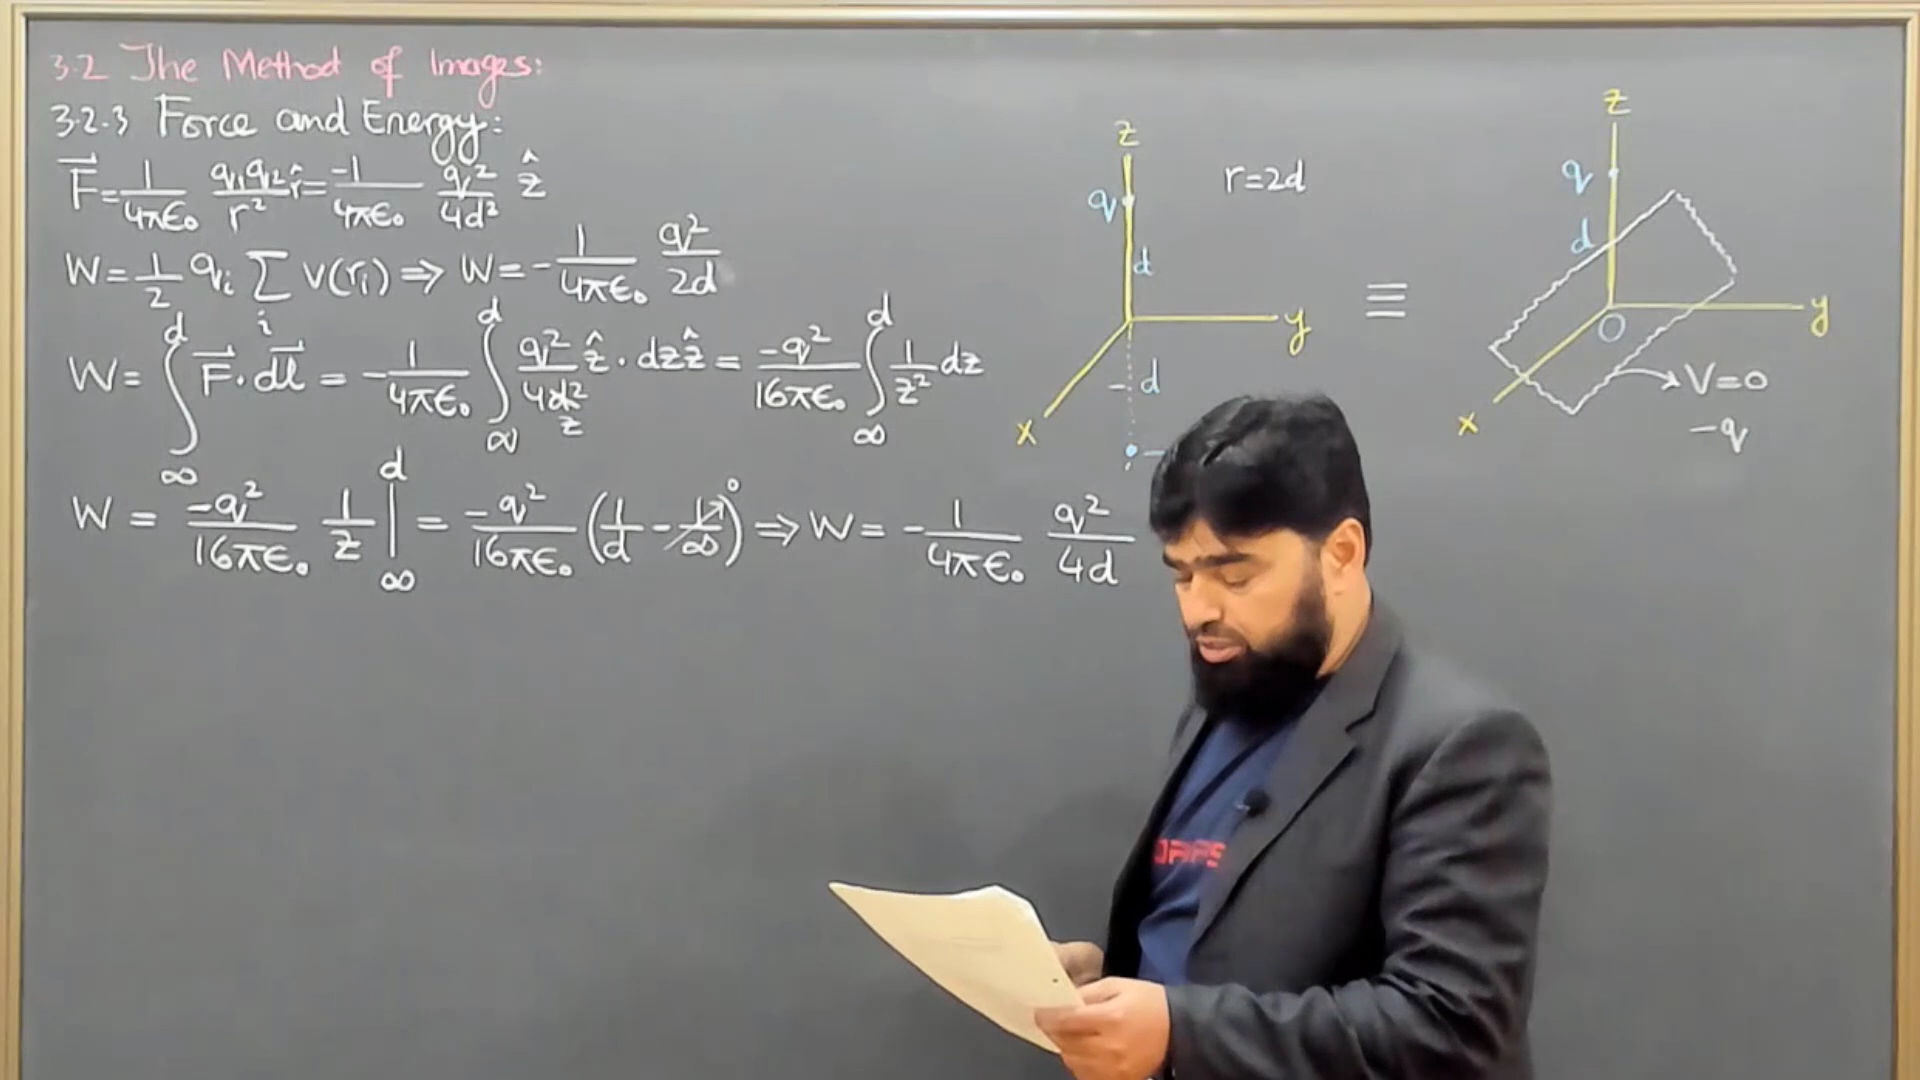 3.2 The Method of Images:
3.2.3 Force and Energy:
F⃗ = 1/4πϵ₀ q₁q₂/r² r̂ = -1/4πϵ₀ q²/4d² ẑ
W = 1/2 qᵢ ∑ᵢ V(rᵢ) ⇒ W = - 1/4πϵ₀ q²/2d
W = ∫_∞^d F⃗ · dl⃗ = - 1/4πϵ₀ ∫_∞^d q²/4d² z ẑ · dz ẑ = -q²/16πϵ₀ ∫_∞^d 1/z² dz
W = -q²/16πϵ₀ 1/z |_∞^d = -q²/16πϵ₀ (1/d - 1/∞ ⁰) ⇒ W = - 1/4πϵ₀ q²/4d
z
q
r=2d
d
y
x
-d
-
≡
z
q
d
O
y
x
V=0
-q